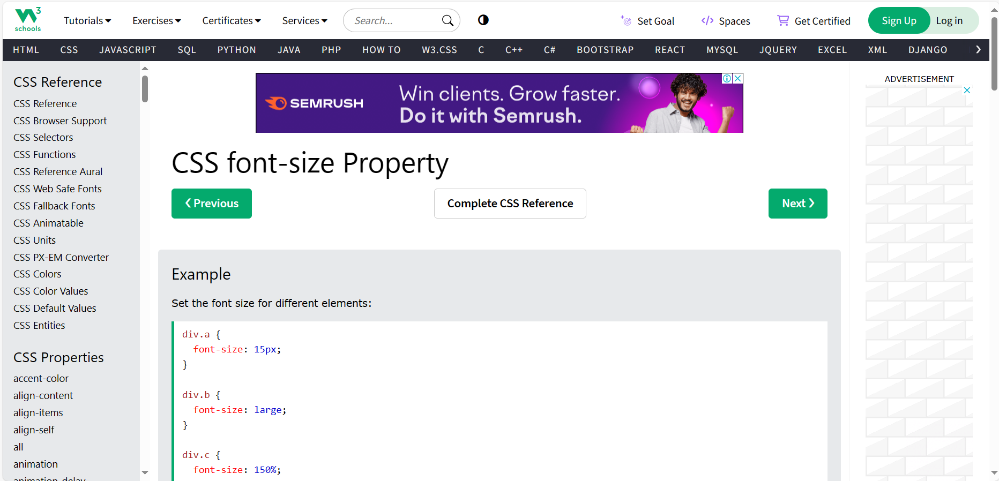 3
schools
Tutorials
Exercises
Certificates
Services
Search...
Set Goal
</> Spaces
Get Certified
Sign Up
Log in
HTML CSS JAVASCRIPT SQL PYTHON JAVA PHP HOW TO W3.CSS C C++ C# BOOTSTRAP REACT MYSQL JQUERY EXCEL XML DJANGO ❯
CSS Reference
CSS Reference
CSS Browser Support
CSS Selectors
CSS Functions
CSS Reference Aural
CSS Web Safe Fonts
CSS Fallback Fonts
CSS Animatable
CSS Units
CSS PX-EM Converter
CSS Colors
CSS Color Values
CSS Default Values
CSS Entities
CSS Properties
accent-color
align-content
align-items
align-self
all
animation
animation-delay
SEMRUSH
Win clients. Grow faster.
Do it with Semrush.
CSS font-size Property
❮ Previous
Complete CSS Reference
Next ❯
Example
Set the font size for different elements:
div.a {
  font-size: 15px;
}
div.b {
  font-size: large;
}
div.c {
  font-size: 150%;
ADVERTISEMENT